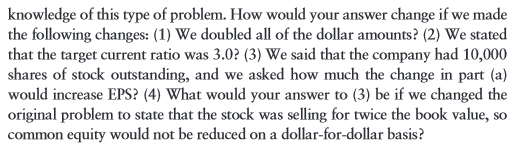 knowledge of this type of problem. How would your answer change if we made
the following changes: (1) We doubled all of the dollar amounts? (2) We stated
that the target current ratio was 3.0? (3) We said that the company had 10,000
shares of stock outstanding, and we asked how much the change in part (a)
would increase EPS? (4) What would your answer to (3) be if we changed the
original problem to state that the stock was selling for twice the book value, so
common equity would not be reduced on a dollar-for-dollar basis?